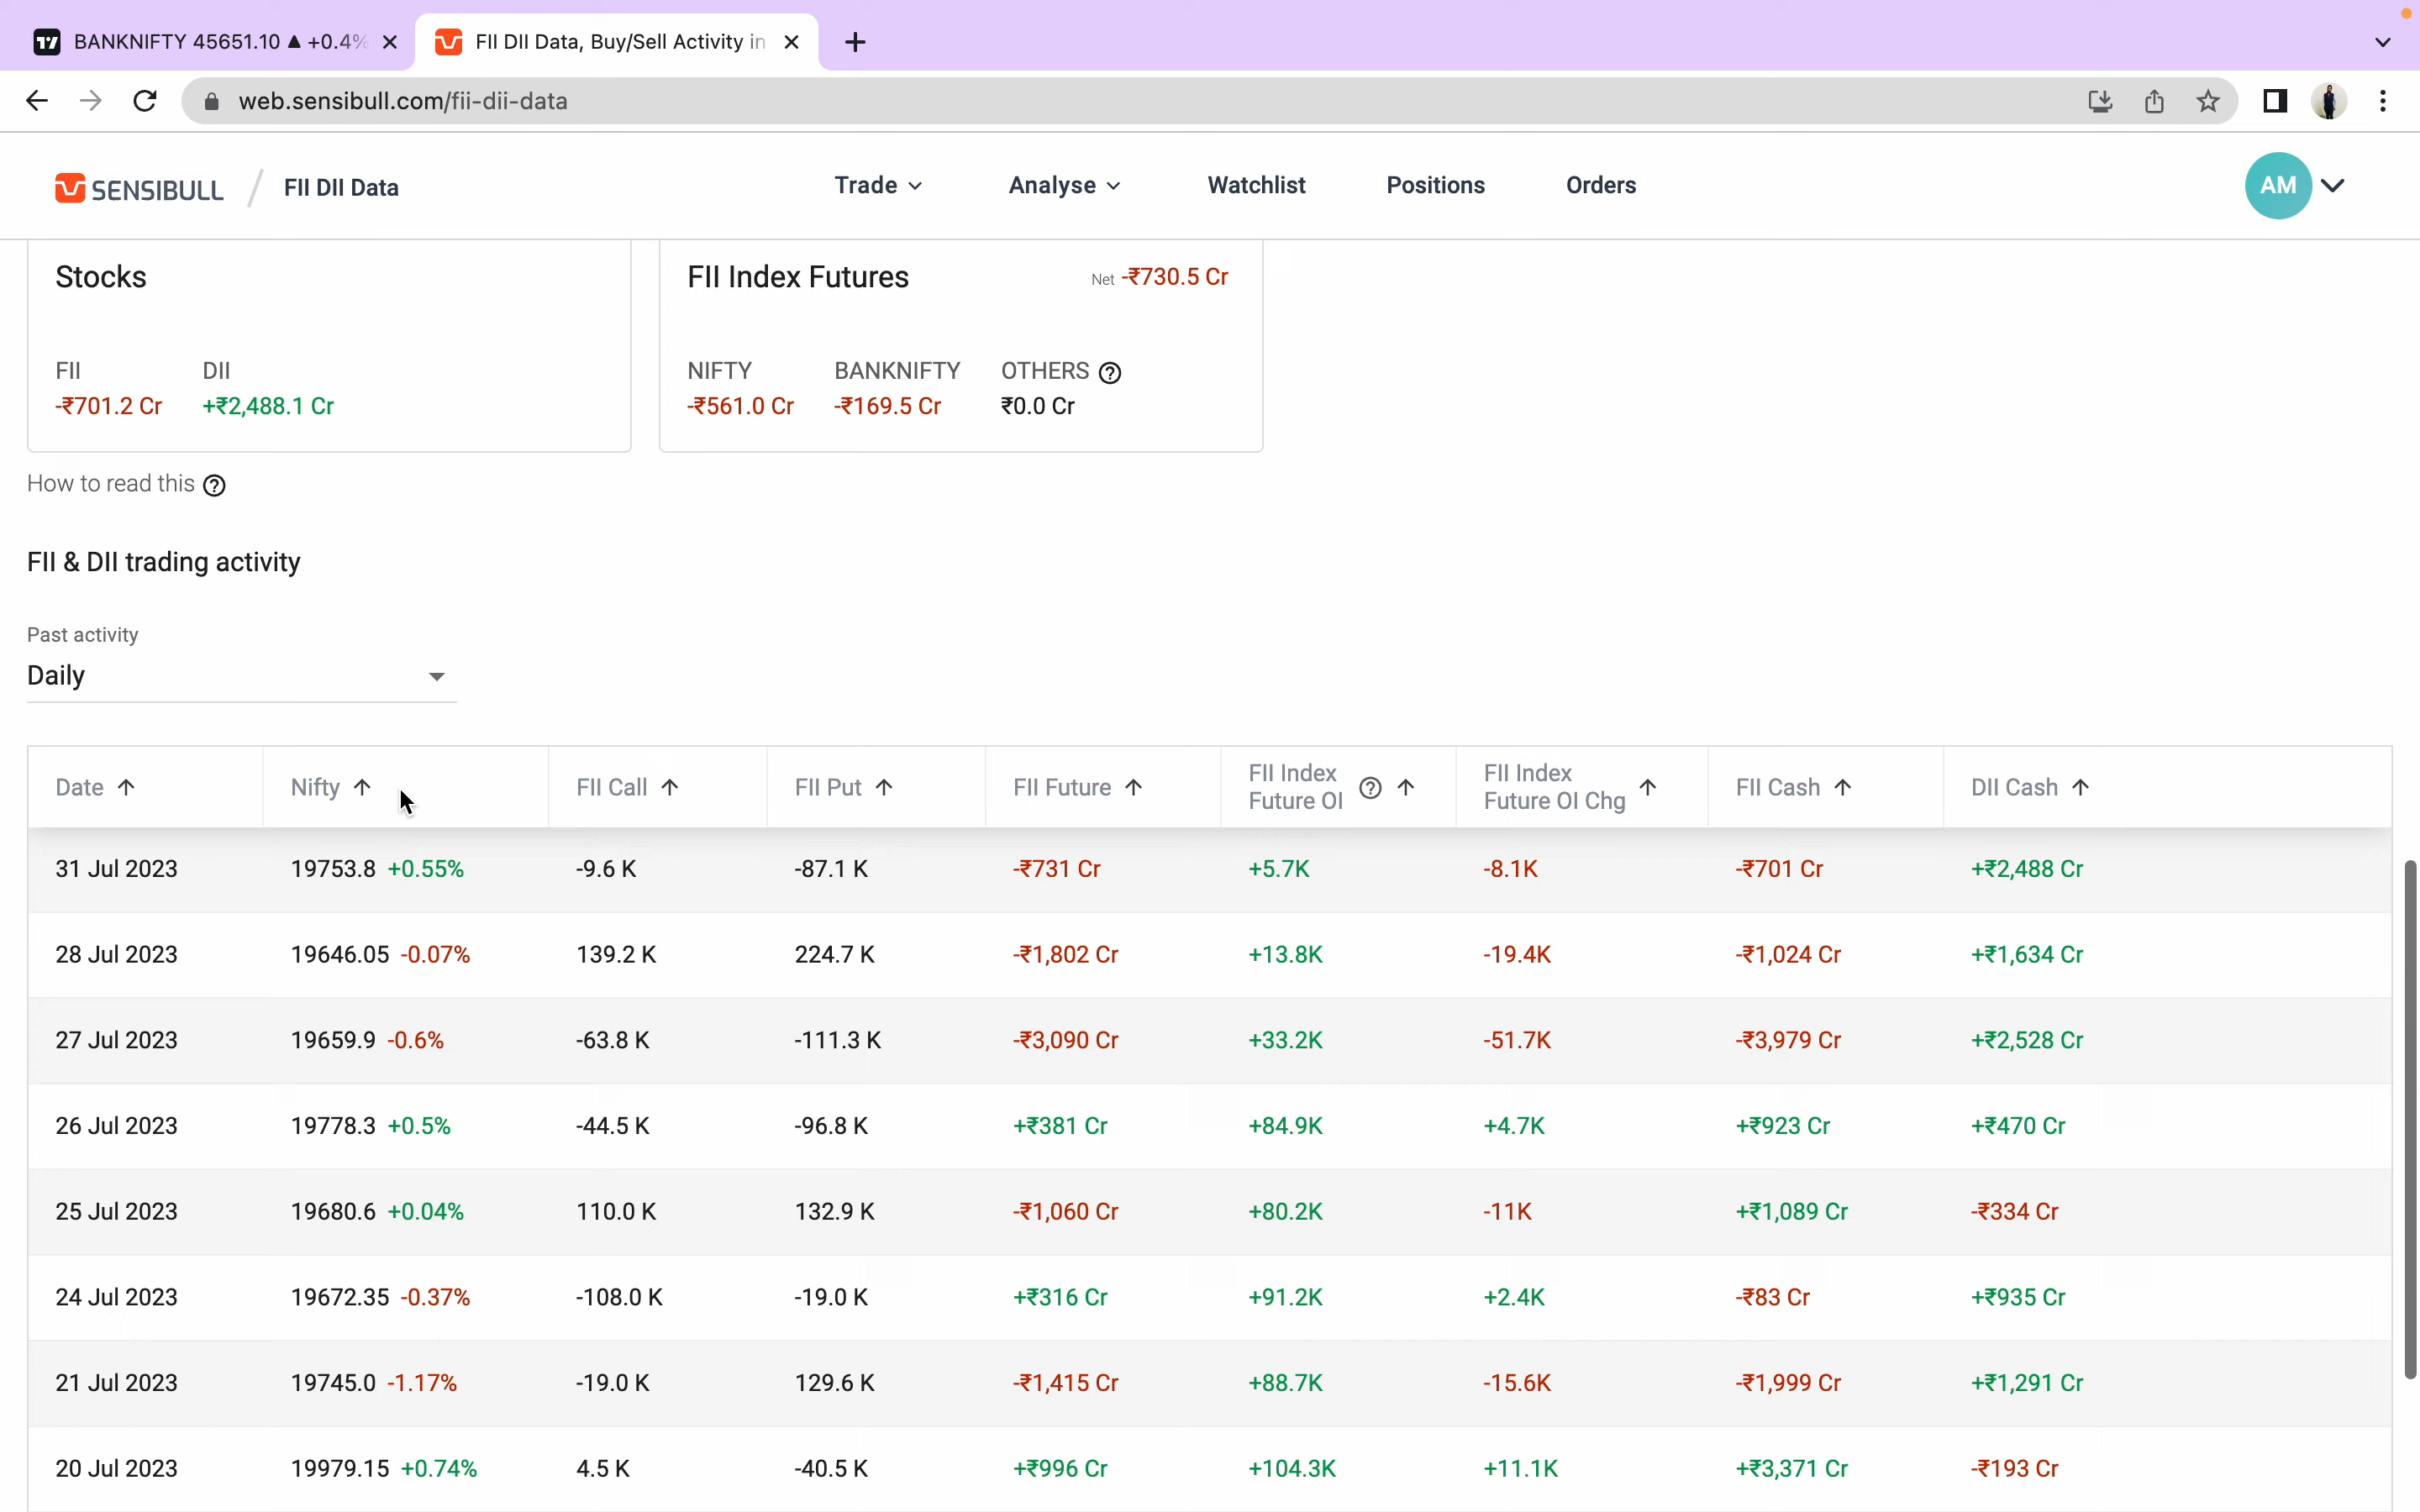 BANKNIFTY 45651.10 ▲ +0.4% FII DII Data, Buy/Sell Activity in
web.sensibull.com/fii-dii-data
SENSIBULL / FII DII Data Trade Analyse Watchlist Positions Orders AM
Stocks
FII DII
-₹701.2 Cr +₹2,488.1 Cr
FII Index Futures Net -₹730.5 Cr
NIFTY BANKNIFTY OTHERS ?
-₹561.0 Cr -₹169.5 Cr ₹0.0 Cr
How to read this ?
FII & DII trading activity
Past activity
Daily
Date ↑ Nifty ↑ FII Call ↑ FII Put ↑ FII Future ↑ FII Index Future OI ? ↑ FII Index Future OI Chg ↑ FII Cash ↑ DII Cash ↑
31 Jul 2023 19753.8 +0.55% -9.6 K -87.1 K -₹731 Cr +5.7K -8.1K -₹701 Cr +₹2,488 Cr
28 Jul 2023 19646.05 -0.07% 139.2 K 224.7 K -₹1,802 Cr +13.8K -19.4K -₹1,024 Cr +₹1,634 Cr
27 Jul 2023 19659.9 -0.6% -63.8 K -111.3 K -₹3,090 Cr +33.2K -51.7K -₹3,979 Cr +₹2,528 Cr
26 Jul 2023 19778.3 +0.5% -44.5 K -96.8 K +₹381 Cr +84.9K +4.7K +₹923 Cr +₹470 Cr
25 Jul 2023 19680.6 +0.04% 110.0 K 132.9 K -₹1,060 Cr +80.2K -11K +₹1,089 Cr -₹334 Cr
24 Jul 2023 19672.35 -0.37% -108.0 K -19.0 K +₹316 Cr +91.2K +2.4K -₹83 Cr +₹935 Cr
21 Jul 2023 19745.0 -1.17% -19.0 K 129.6 K -₹1,415 Cr +88.7K -15.6K -₹1,999 Cr +₹1,291 Cr
20 Jul 2023 19979.15 +0.74% 4.5 K -40.5 K +₹996 Cr +104.3K +11.1K +₹3,371 Cr -₹193 Cr